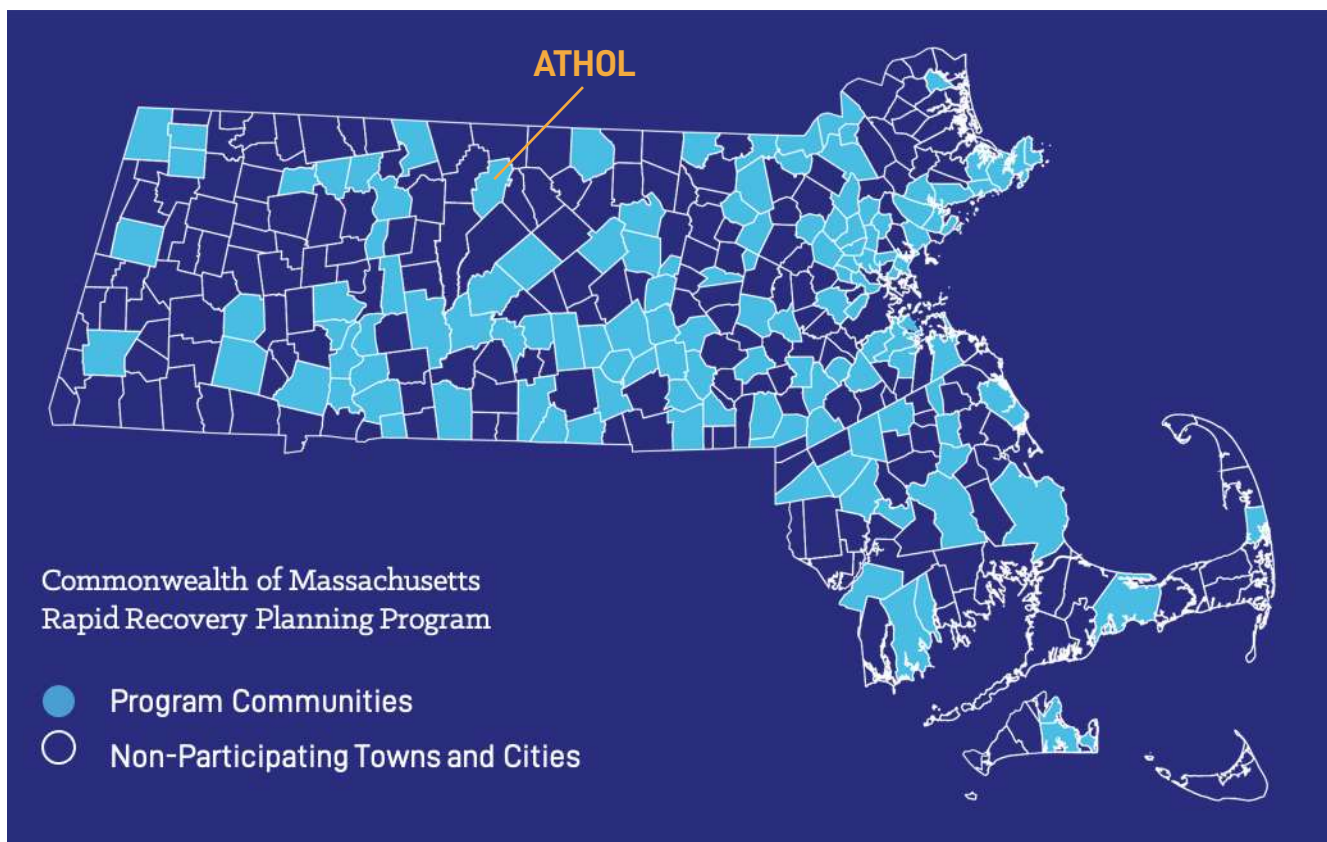 ATHOL
Commonwealth of Massachusetts
Rapid Recovery Planning Program
Program Communities
Non-Participating Towns and Cities